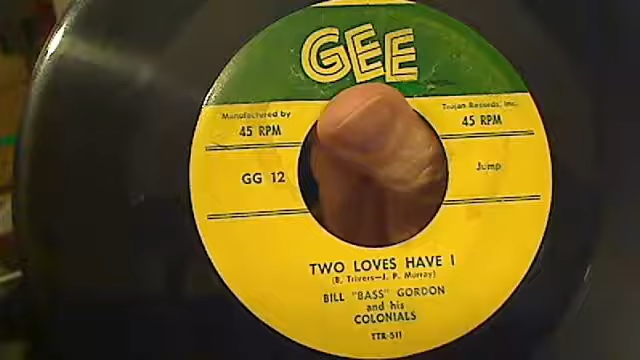 GEE
Manufactured by
Trojan Records, Inc.
45 RPM
45 RPM
GG 12
Jump
TWO LOVES HAVE I
(B. Trivers—J. P. Murray)
BILL "BASS" GORDON
and his
COLONIALS
TTR-511